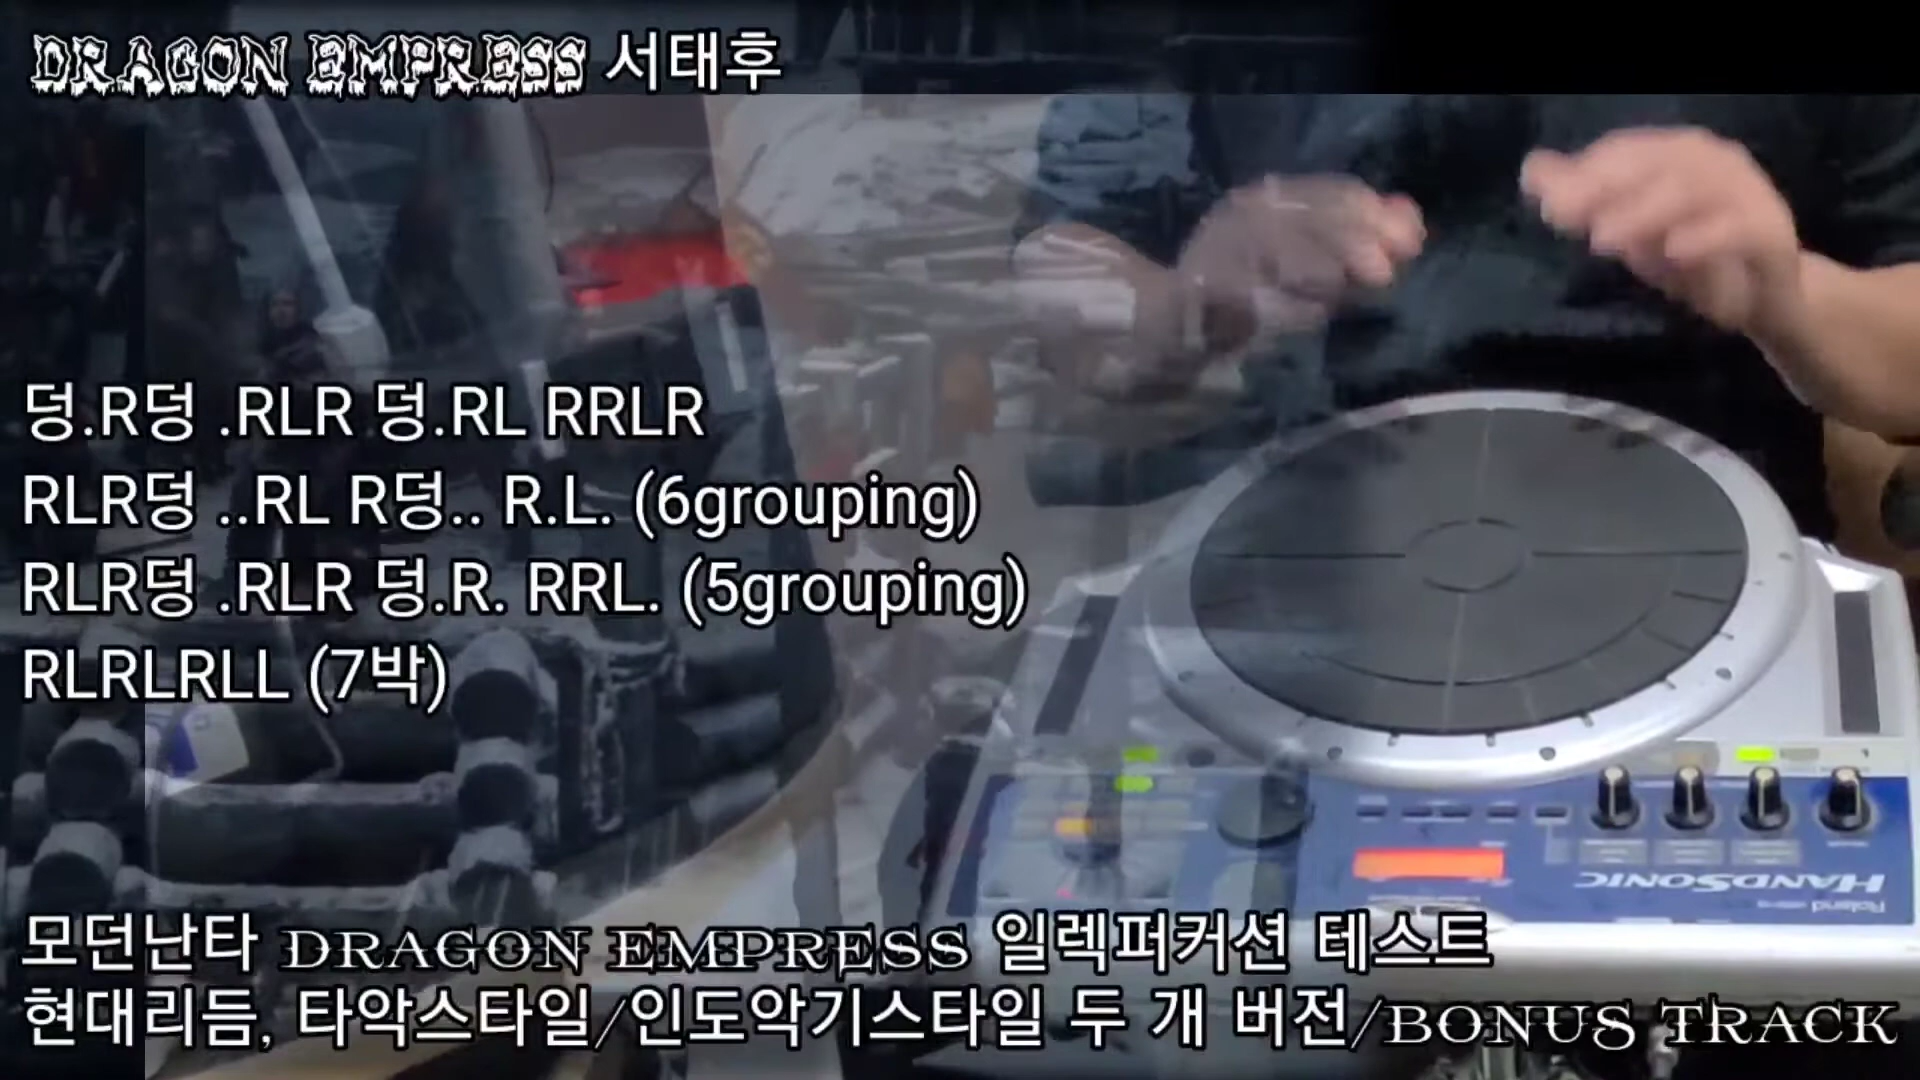 DRAGON EMPRESS 서태후
덩.R덩 .RLR 덩.RL RRLR
RLR덩 ..RL R덩.. R.L. (6grouping)
RLR덩 .RLR 덩.R. RRL. (5grouping)
RLRLRLL (7박)
HANDSONIC
Roland
모던난타 DRAGON EMPRESS 일렉퍼커션 테스트
현대리듬, 타악스타일/인도악기스타일 두 개 버전/BONUS TRACK